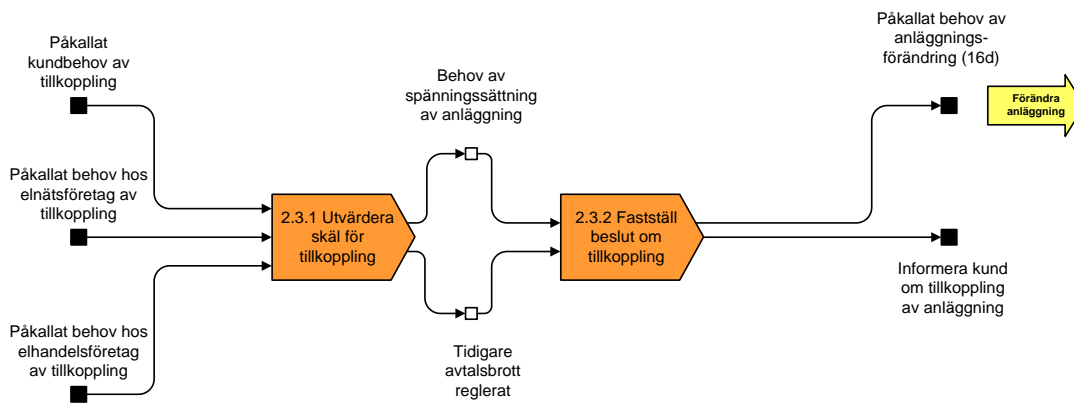 Påkallat
kundbehov av
tillkoppling
Påkallat behov hos
elnätsföretag av
tillkoppling
Påkallat behov hos
elhandelsföretag
av tillkoppling
2.3.1 Utvärdera
skäl för
tillkoppling
Behov av
spänningssättning
av anläggning
Tidigare
avtalsbrott
reglerat
2.3.2 Fastställ
beslut om
tillkoppling
Påkallat behov av
anläggnings-
förändring (16d)
Förändra
anläggning
Informera kund
om tillkoppling
av anläggning